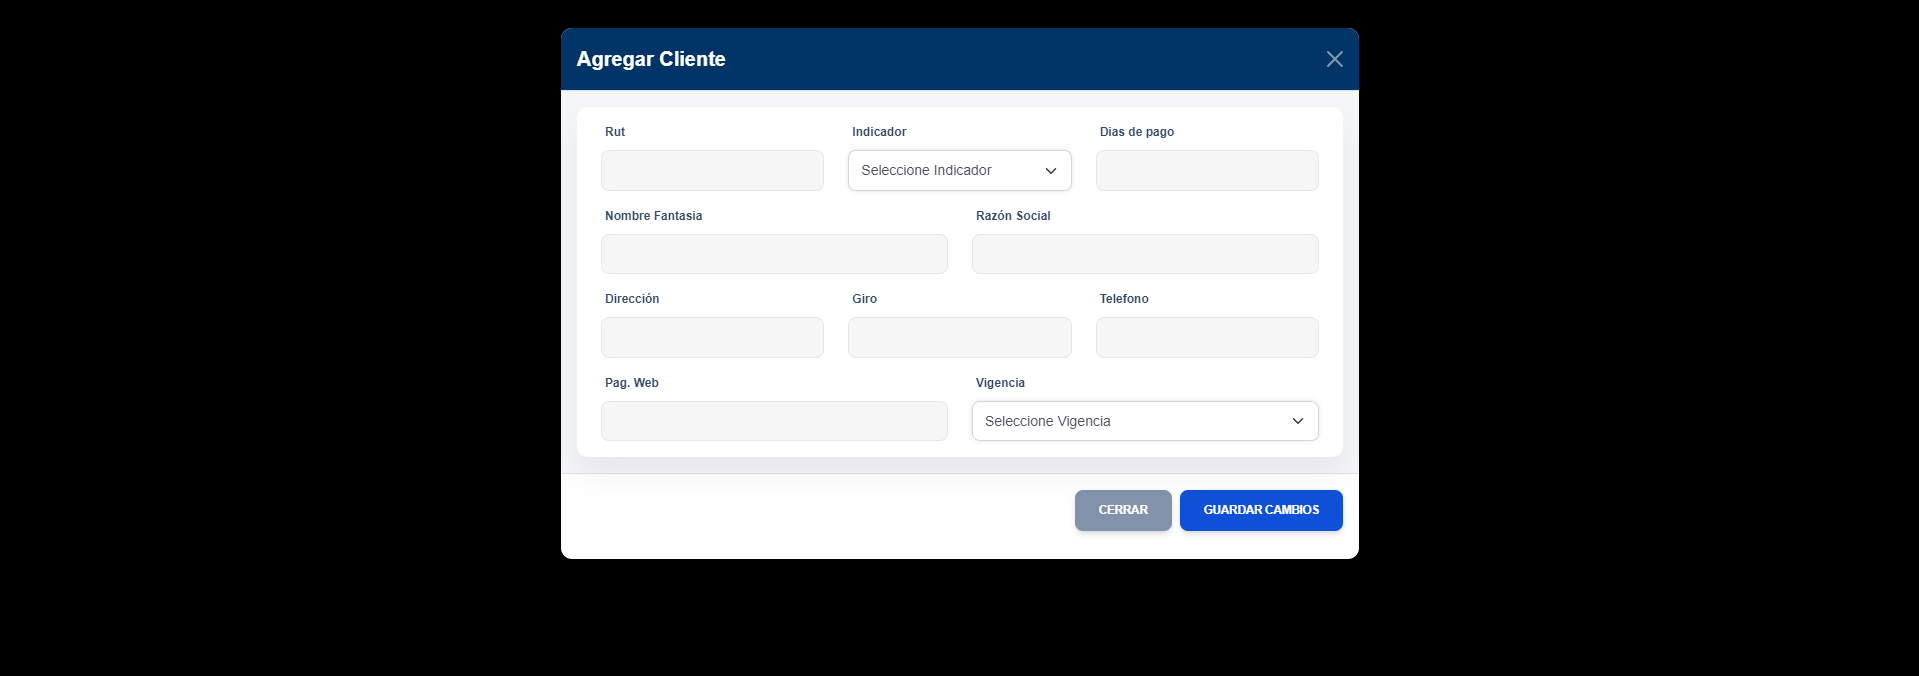 Agregar Cliente
Rut Indicador Dias de pago
Seleccione Indicador
Nombre Fantasia Razón Social
Dirección Giro Telefono
Pag. Web Vigencia
Seleccione Vigencia
CERRAR GUARDAR CAMBIOS